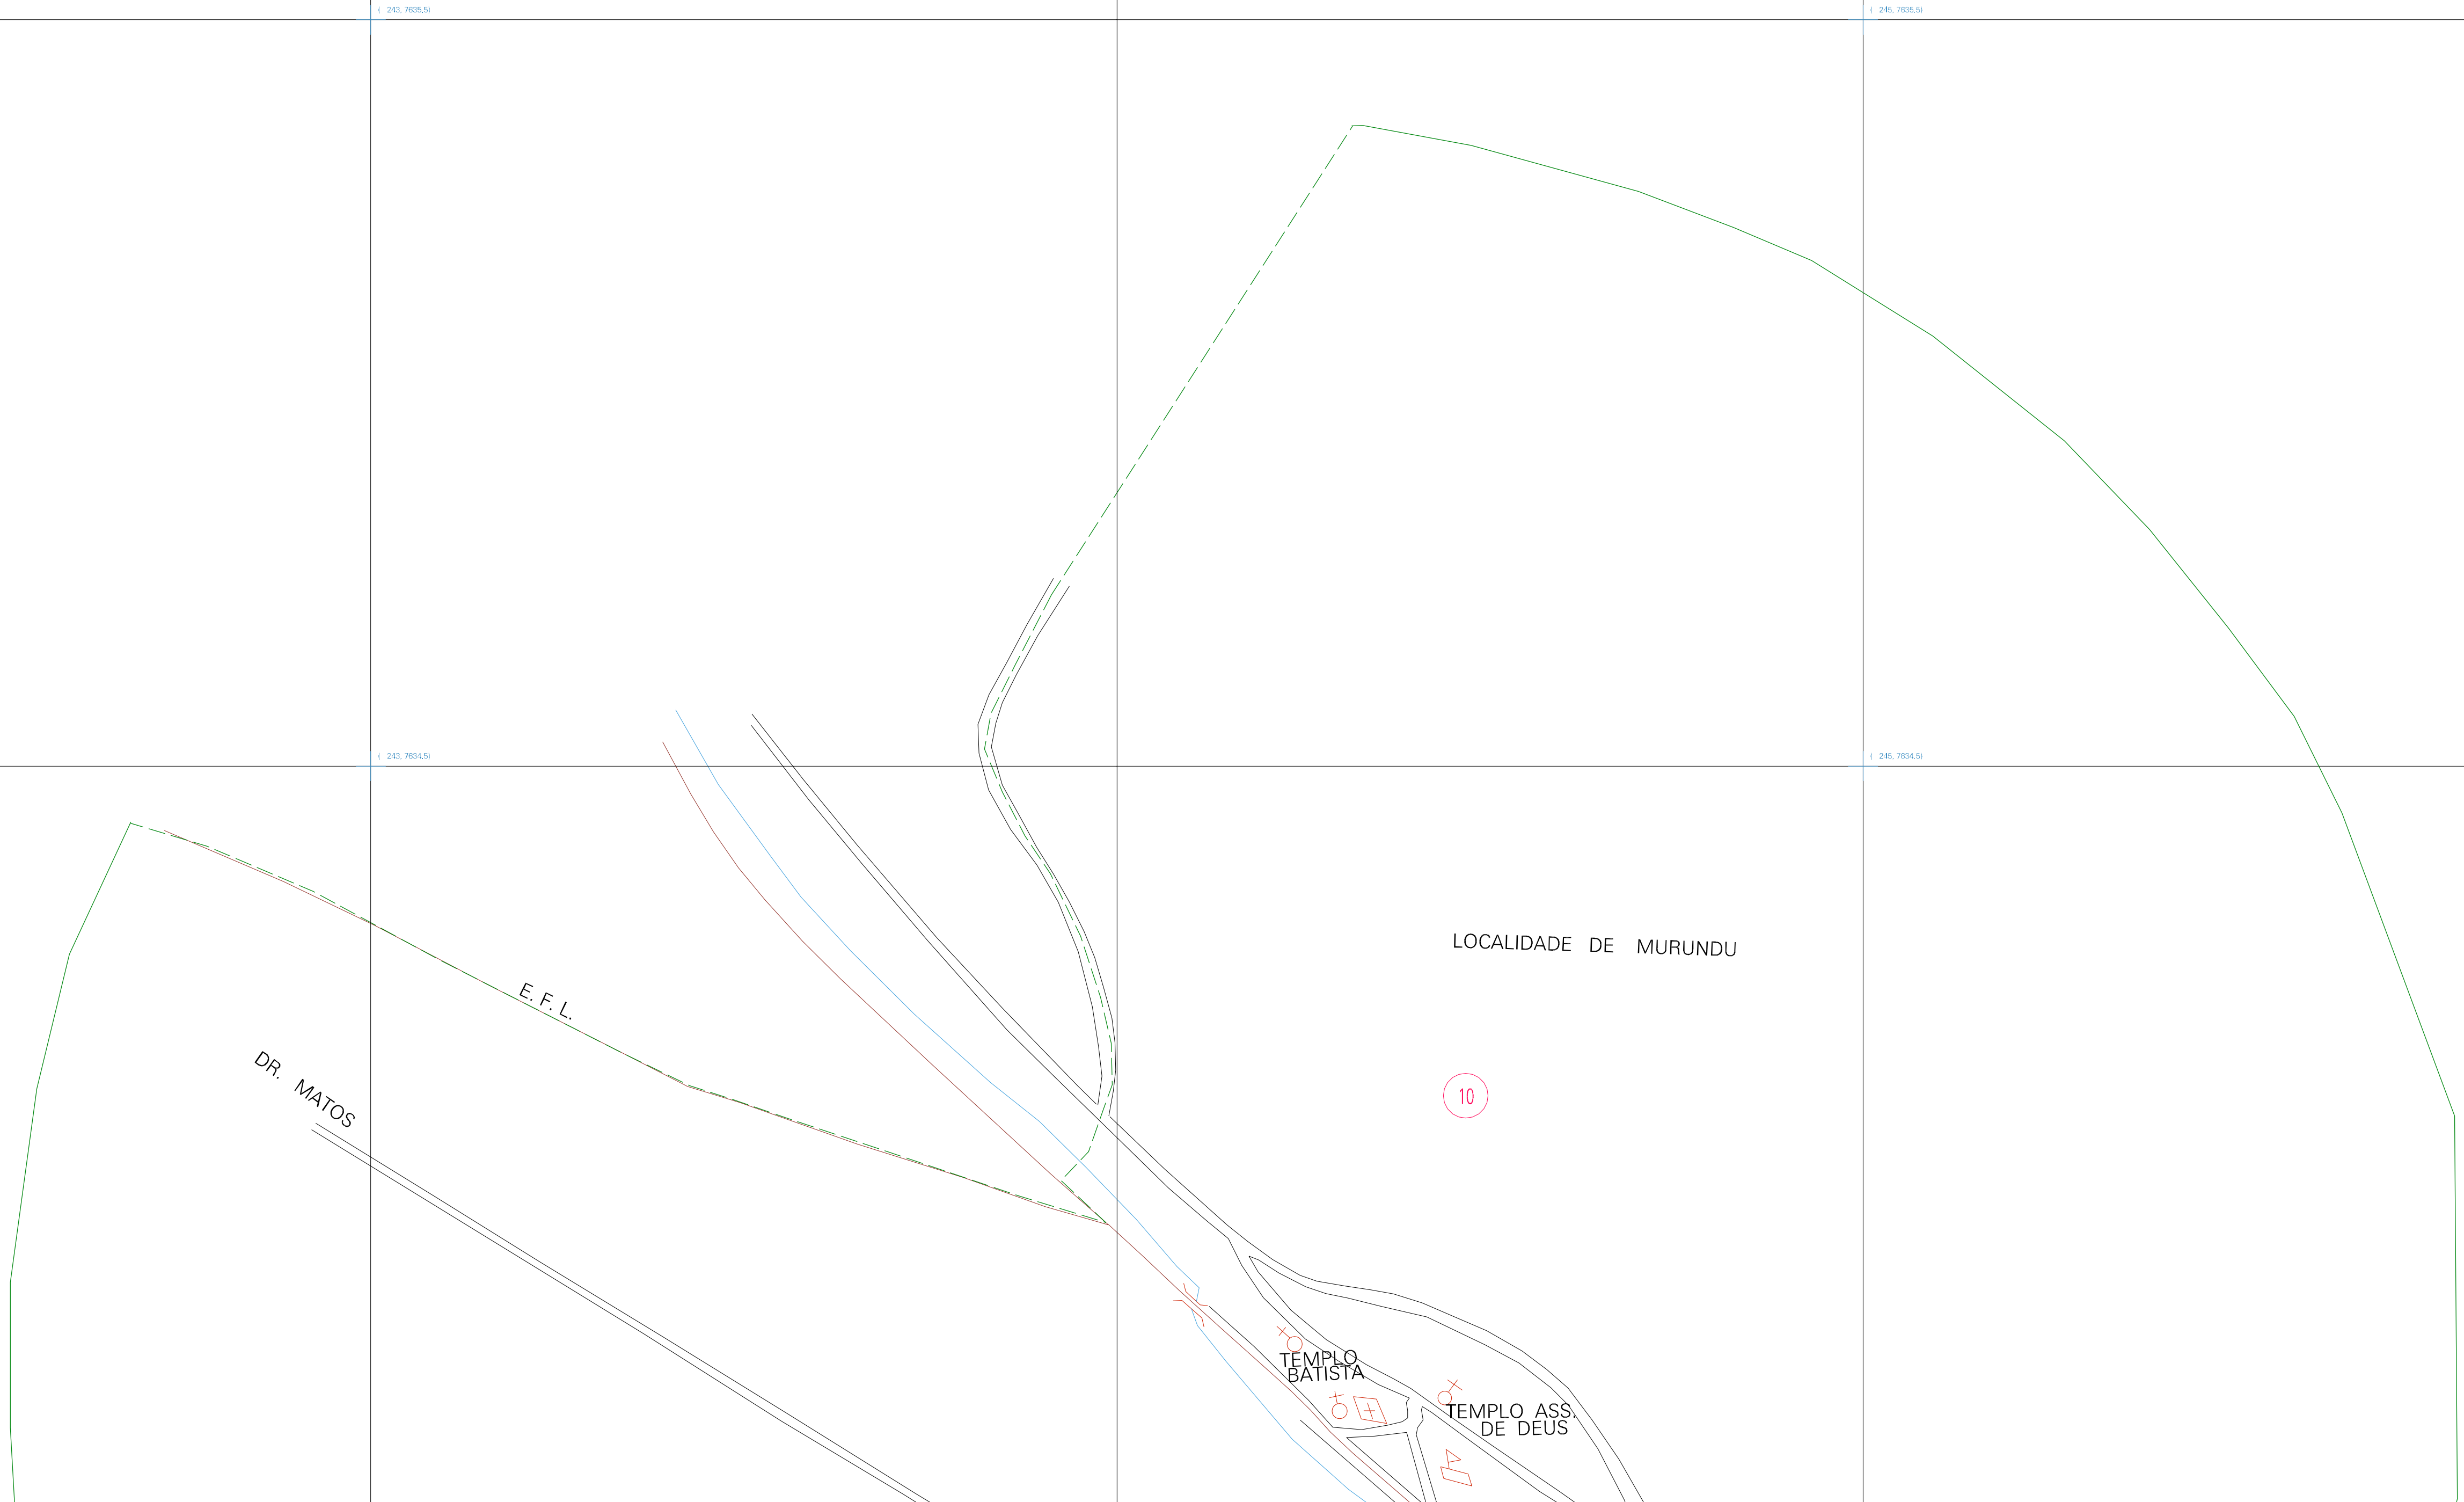 ( 243, 7635,5)
( 245, 7635,5)
( 243, 7634,5)
( 245, 7634,5)
LOCALIDADE DE MURUNDU
E. F. L.
DR. MATOS
10
TEMPLO
BATISTA
TEMPLO ASS.
DE DEUS